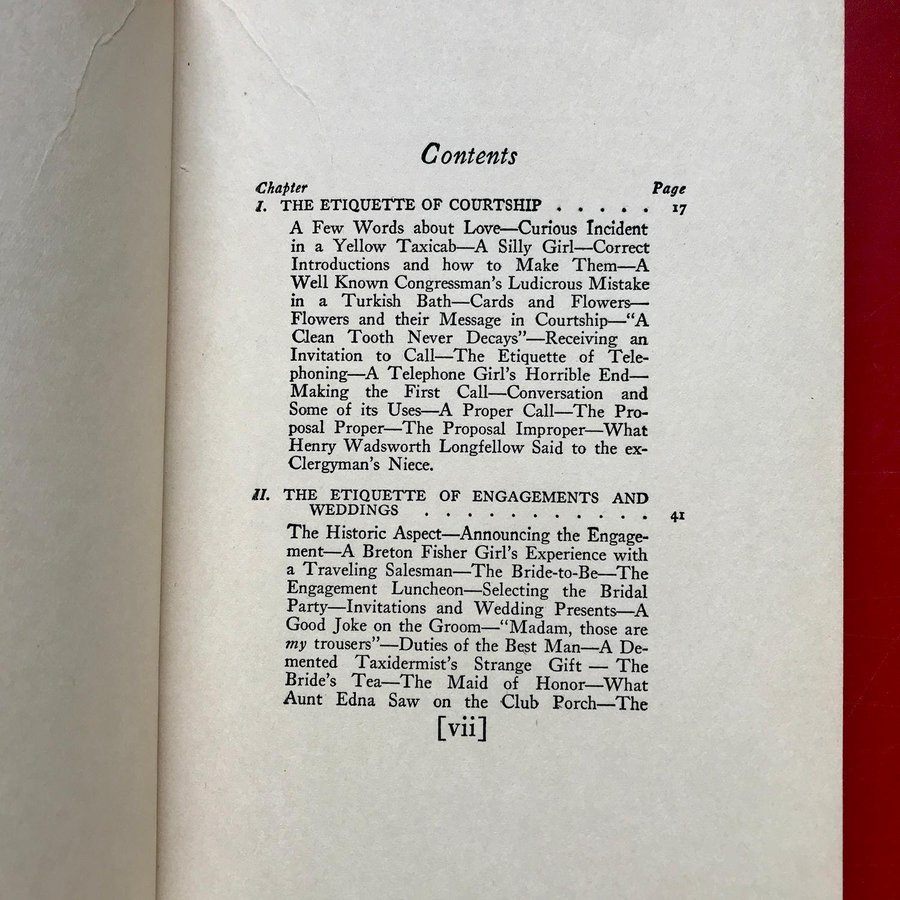 Contents
Chapter Page
I. THE ETIQUETTE OF COURTSHIP . . . . . 17
A Few Words about Love—Curious Incident
in a Yellow Taxicab—A Silly Girl—Correct
Introductions and how to Make Them—A
Well Known Congressman's Ludicrous Mistake
in a Turkish Bath—Cards and Flowers—
Flowers and their Message in Courtship—"A
Clean Tooth Never Decays"—Receiving an
Invitation to Call—The Etiquette of Tele-
phoning—A Telephone Girl's Horrible End—
Making the First Call—Conversation and
Some of its Uses—A Proper Call—The Pro-
posal Proper—The Proposal Improper—What
Henry Wadsworth Longfellow Said to the ex-
Clergyman's Niece.
II. THE ETIQUETTE OF ENGAGEMENTS AND
WEDDINGS . . . . . . . . . . . 41
The Historic Aspect—Announcing the Engage-
ment—A Breton Fisher Girl's Experience with
a Traveling Salesman—The Bride-to-Be—The
Engagement Luncheon—Selecting the Bridal
Party—Invitations and Wedding Presents—A
Good Joke on the Groom—"Madam, those are
my trousers"—Duties of the Best Man—A De-
mented Taxidermist's Strange Gift — The
Bride's Tea—The Maid of Honor—What
Aunt Edna Saw on the Club Porch—The
[vii]